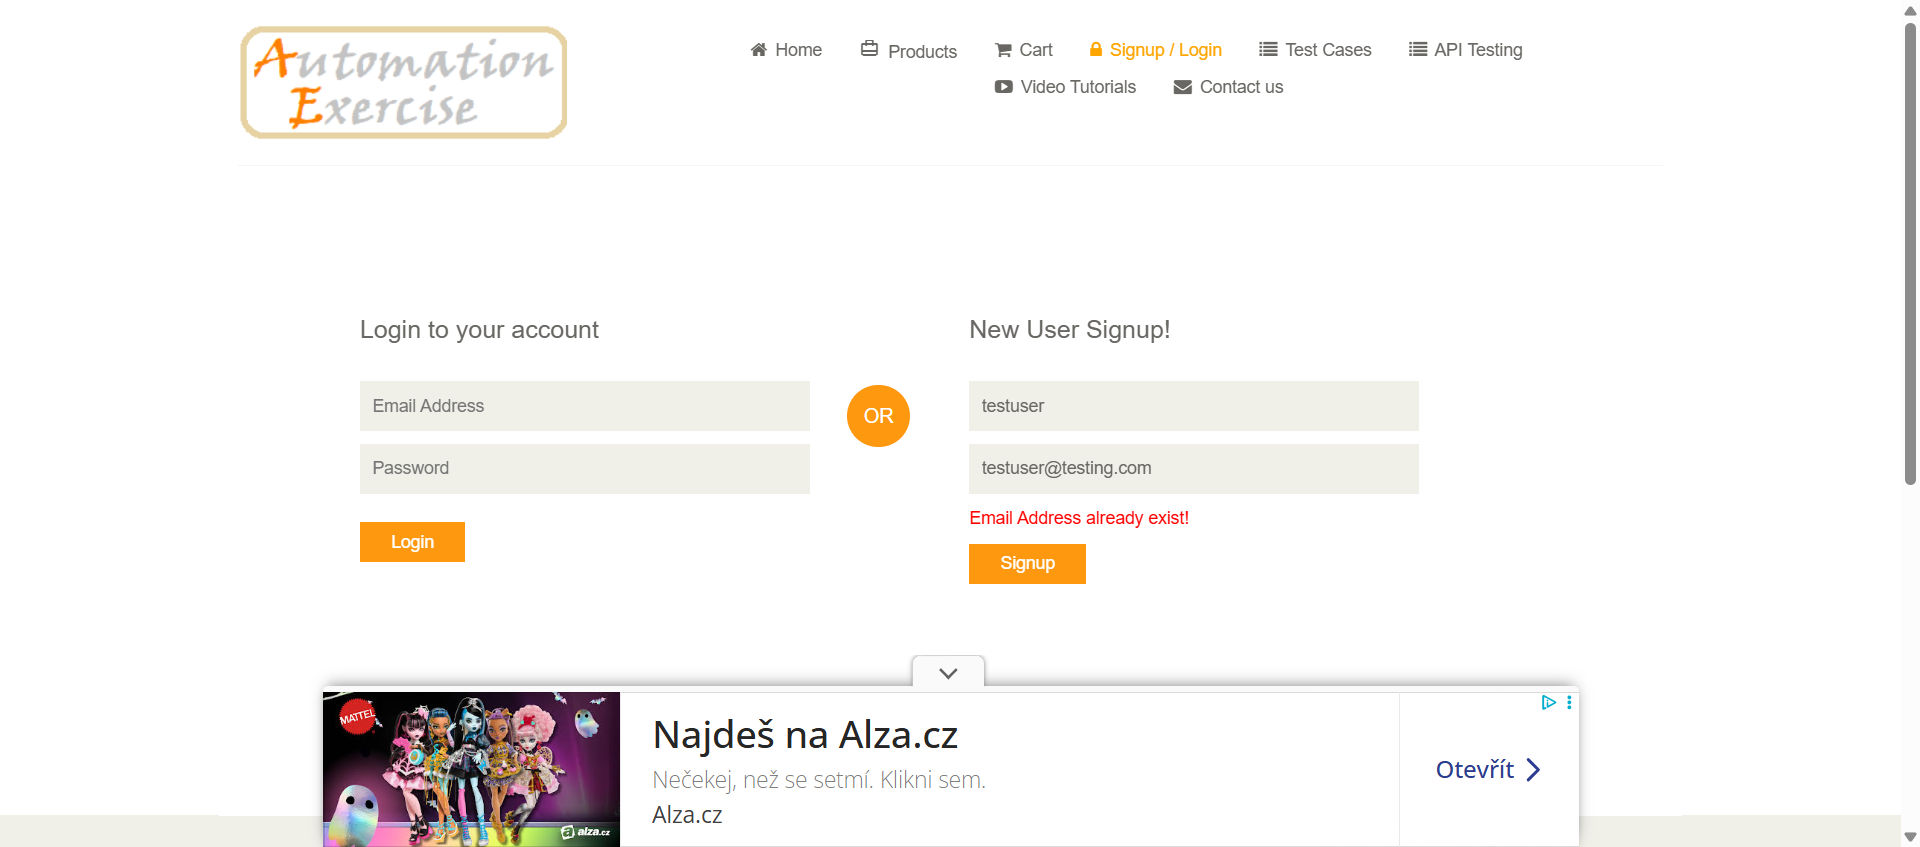 Automation
Exercise
Home
Products
Cart
Signup / Login
Test Cases
API Testing
Video Tutorials
Contact us
Login to your account
Email Address
Password
Login
OR
New User Signup!
testuser
testuser@testing.com
Email Address already exist!
Signup
MATTEL
alza.cz
Najdeš na Alza.cz
Nečekej, než se setmí. Klikni sem.
Alza.cz
Otevřít